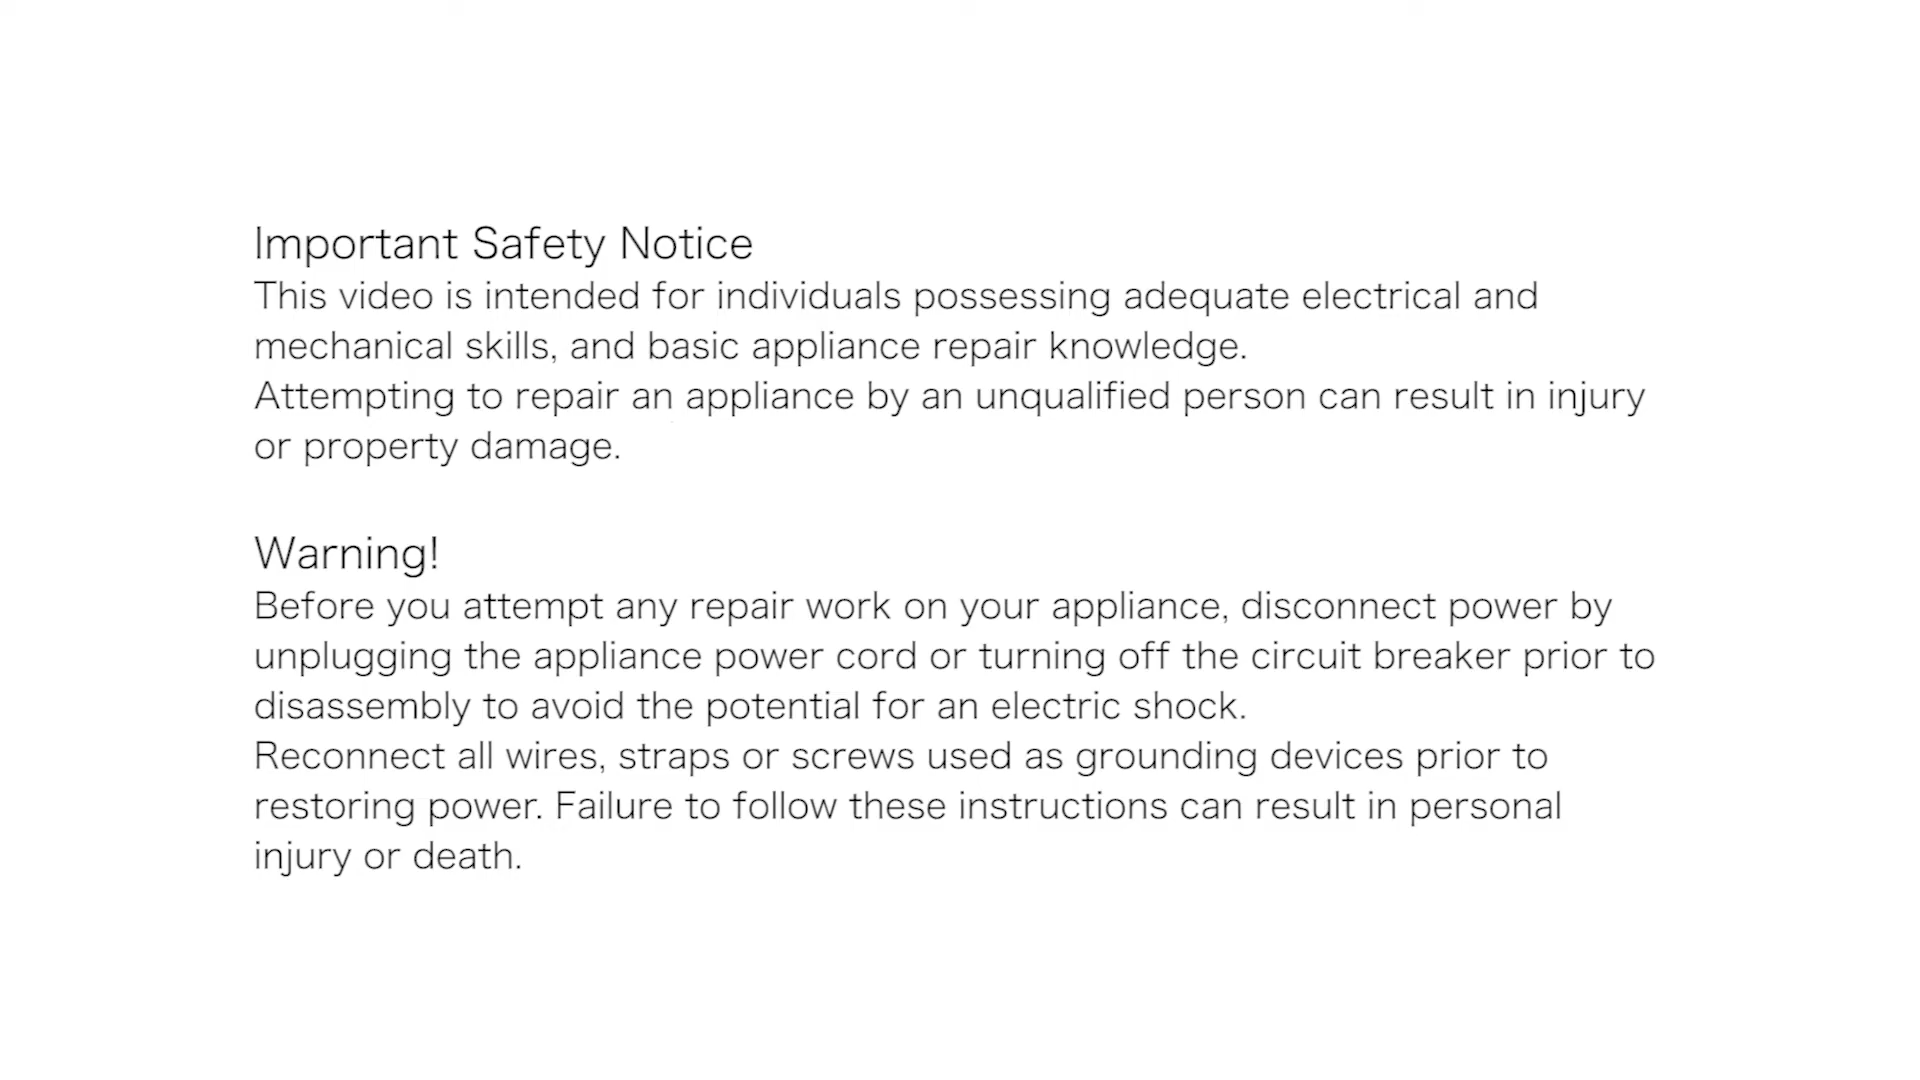 Important Safety Notice
This video is intended for individuals possessing adequate electrical and
mechanical skills, and basic appliance repair knowledge.
Attempting to repair an appliance by an unqualified person can result in injury
or property damage.
Warning!
Before you attempt any repair work on your appliance, disconnect power by
unplugging the appliance power cord or turning off the circuit breaker prior to
disassembly to avoid the potential for an electric shock.
Reconnect all wires, straps or screws used as grounding devices prior to
restoring power. Failure to follow these instructions can result in personal
injury or death.